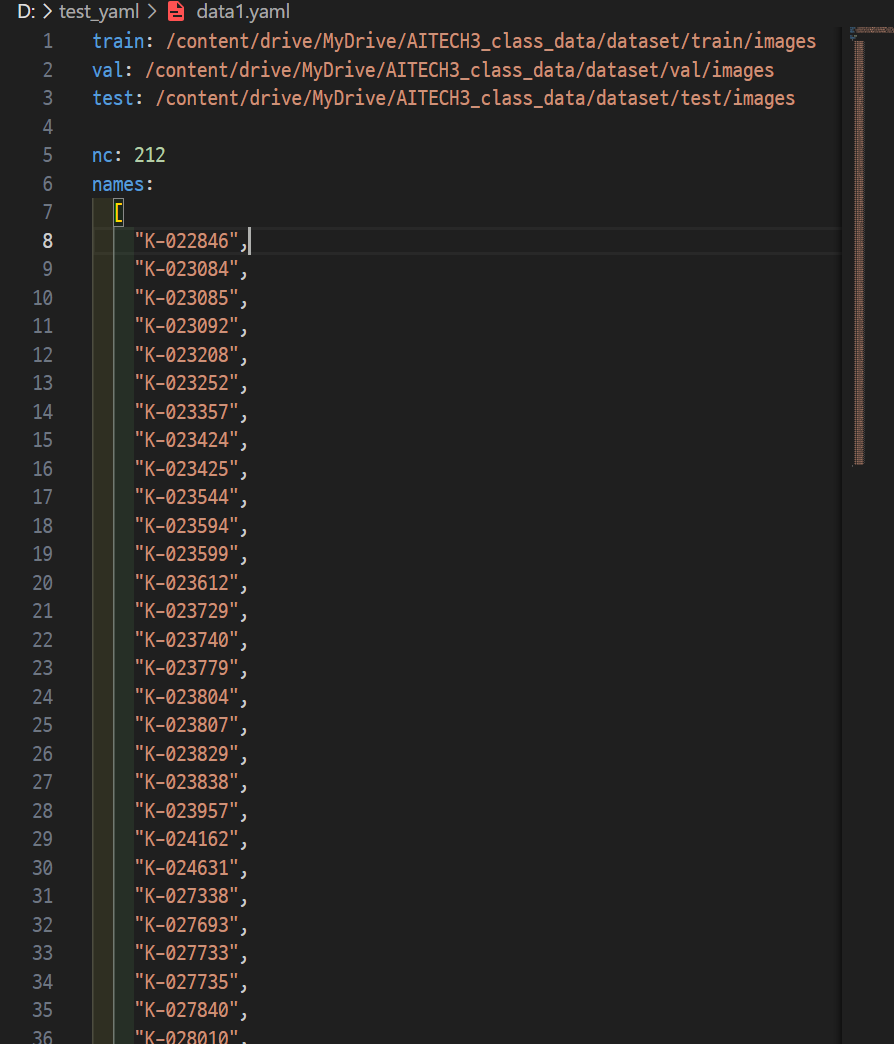 D: > test_yaml > data1.yaml
1 train: /content/drive/MyDrive/AITECH3_class_data/dataset/train/images
2 val: /content/drive/MyDrive/AITECH3_class_data/dataset/val/images
3 test: /content/drive/MyDrive/AITECH3_class_data/dataset/test/images
4
5 nc: 212
6 names:
7 [
8 "K-022846",
9 "K-023084",
10 "K-023085",
11 "K-023092",
12 "K-023208",
13 "K-023252",
14 "K-023357",
15 "K-023424",
16 "K-023425",
17 "K-023544",
18 "K-023594",
19 "K-023599",
20 "K-023612",
21 "K-023729",
22 "K-023740",
23 "K-023779",
24 "K-023804",
25 "K-023807",
26 "K-023829",
27 "K-023838",
28 "K-023957",
29 "K-024162",
30 "K-024631",
31 "K-027338",
32 "K-027693",
33 "K-027733",
34 "K-027735",
35 "K-027840",
36 "K-028010",